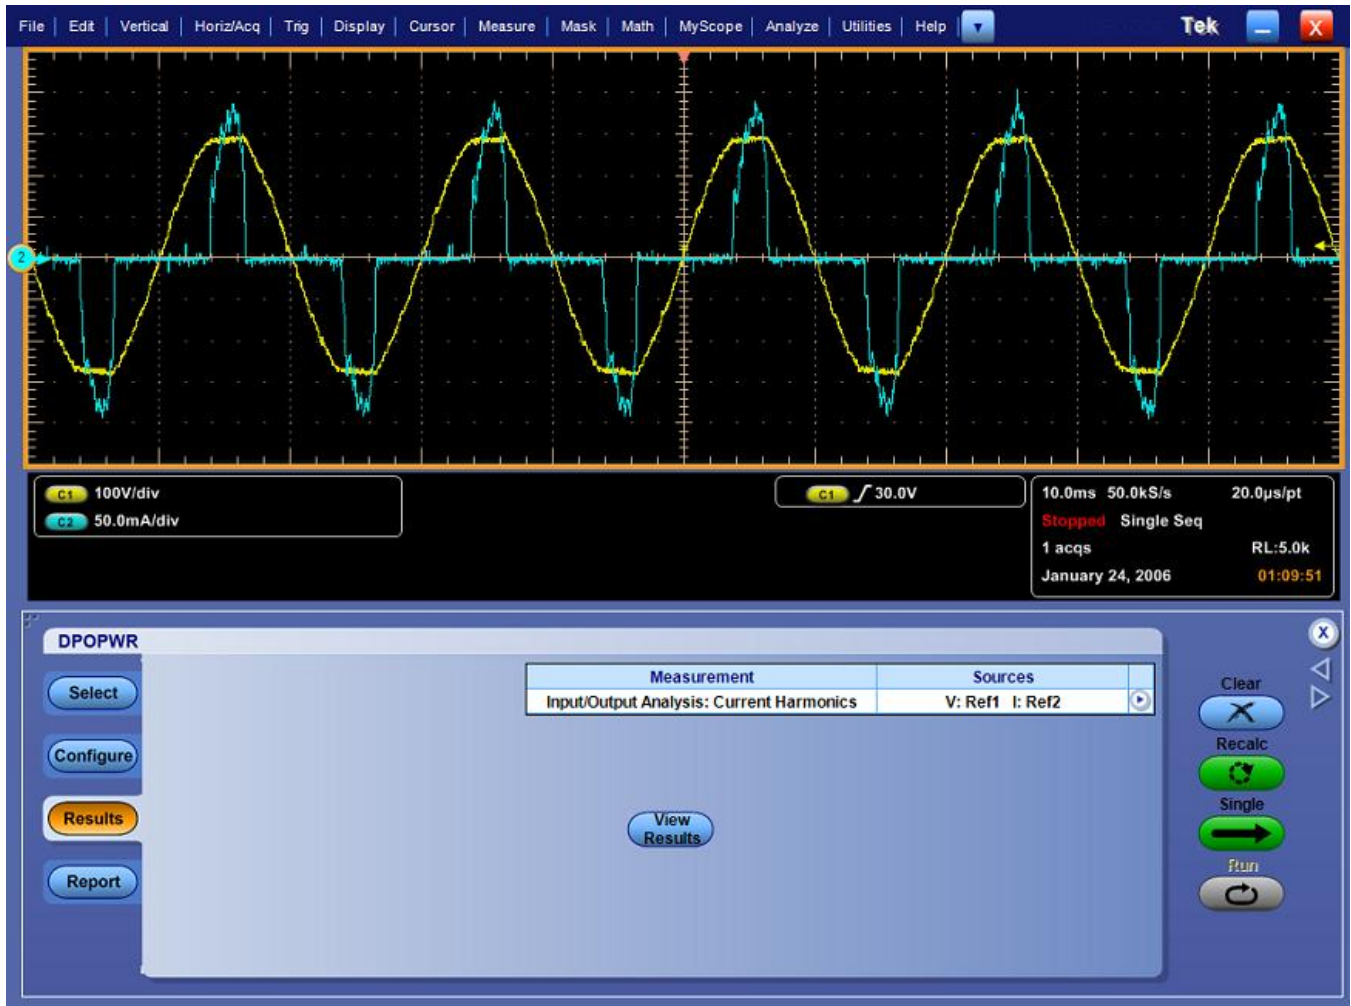 File | Edit | Vertical | Horiz/Acq | Trig | Display | Cursor | Measure | Mask | Math | MyScope | Analyze | Utilities | Help | Tek X
2
C1 100V/div
C2 50.0mA/div
C1 30.0V
10.0ms 50.0kS/s 20.0µs/pt
Stopped Single Seq
1 acqs RL:5.0k
January 24, 2006 01:09:51
DPOPWR
X
Select
Configure
Results
Report
Measurement Sources
Input/Output Analysis: Current Harmonics V: Ref1 I: Ref2
View
Results
Clear
Recalc
Single
Run